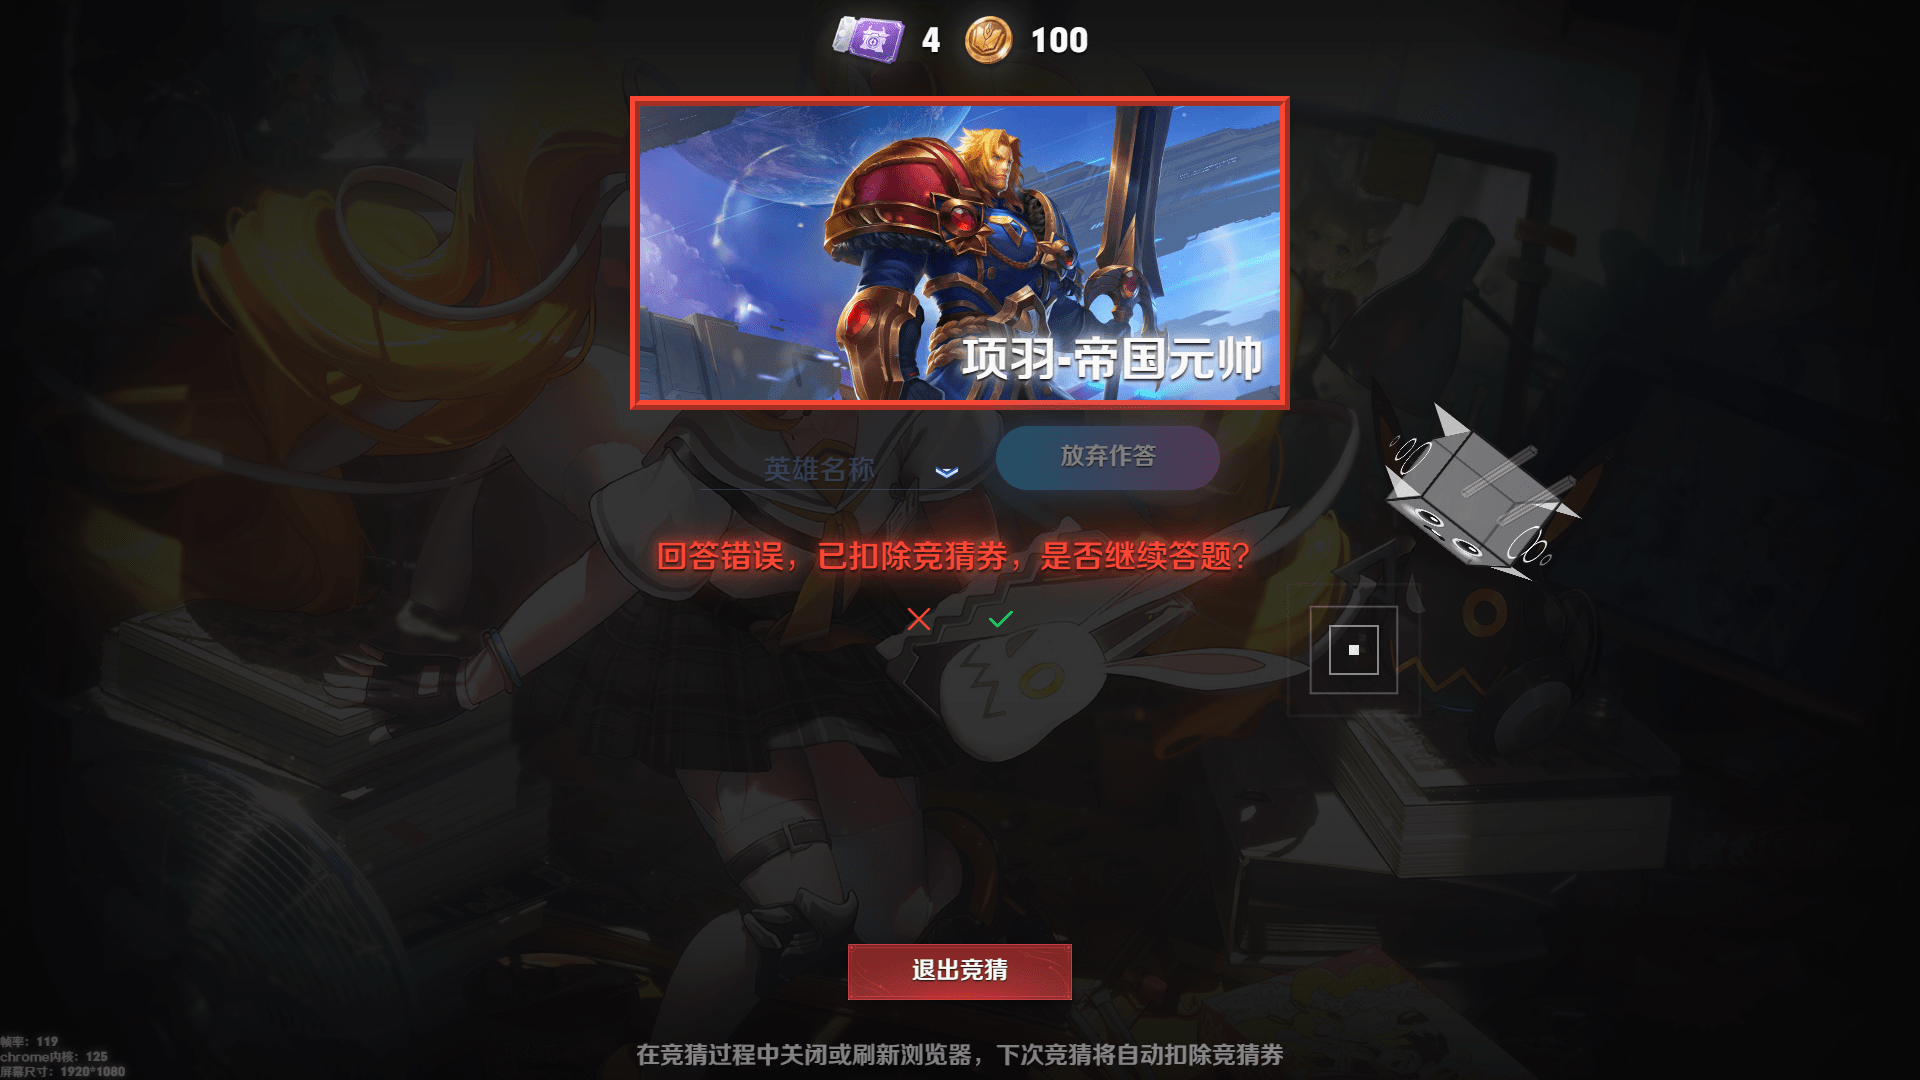 4 100
项羽-帝国元帅
英雄名称
放弃作答
回答错误，已扣除竞猜券，是否继续答题？
退出竞猜
在竞猜过程中关闭或刷新浏览器，下次竞猜将自动扣除竞猜券
帧率：119
chrome内核：125
屏幕尺寸：1920*1080